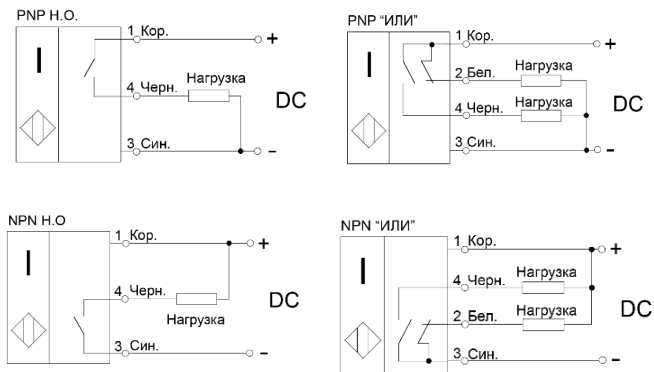 PNP Н.О.
1 Кор.
+
Нагрузка
4 Черн.
DC
3 Син.
-
PNP “ИЛИ”
1 Кор.
+
Нагрузка
2 Бел.
Нагрузка
4 Черн.
DC
3 Син.
-
NPN Н.О
1 Кор.
+
4 Черн.
Нагрузка
DC
3 Син.
-
NPN “ИЛИ”
1 Кор.
+
4 Черн.
Нагрузка
2 Бел.
Нагрузка
DC
3 Син.
-